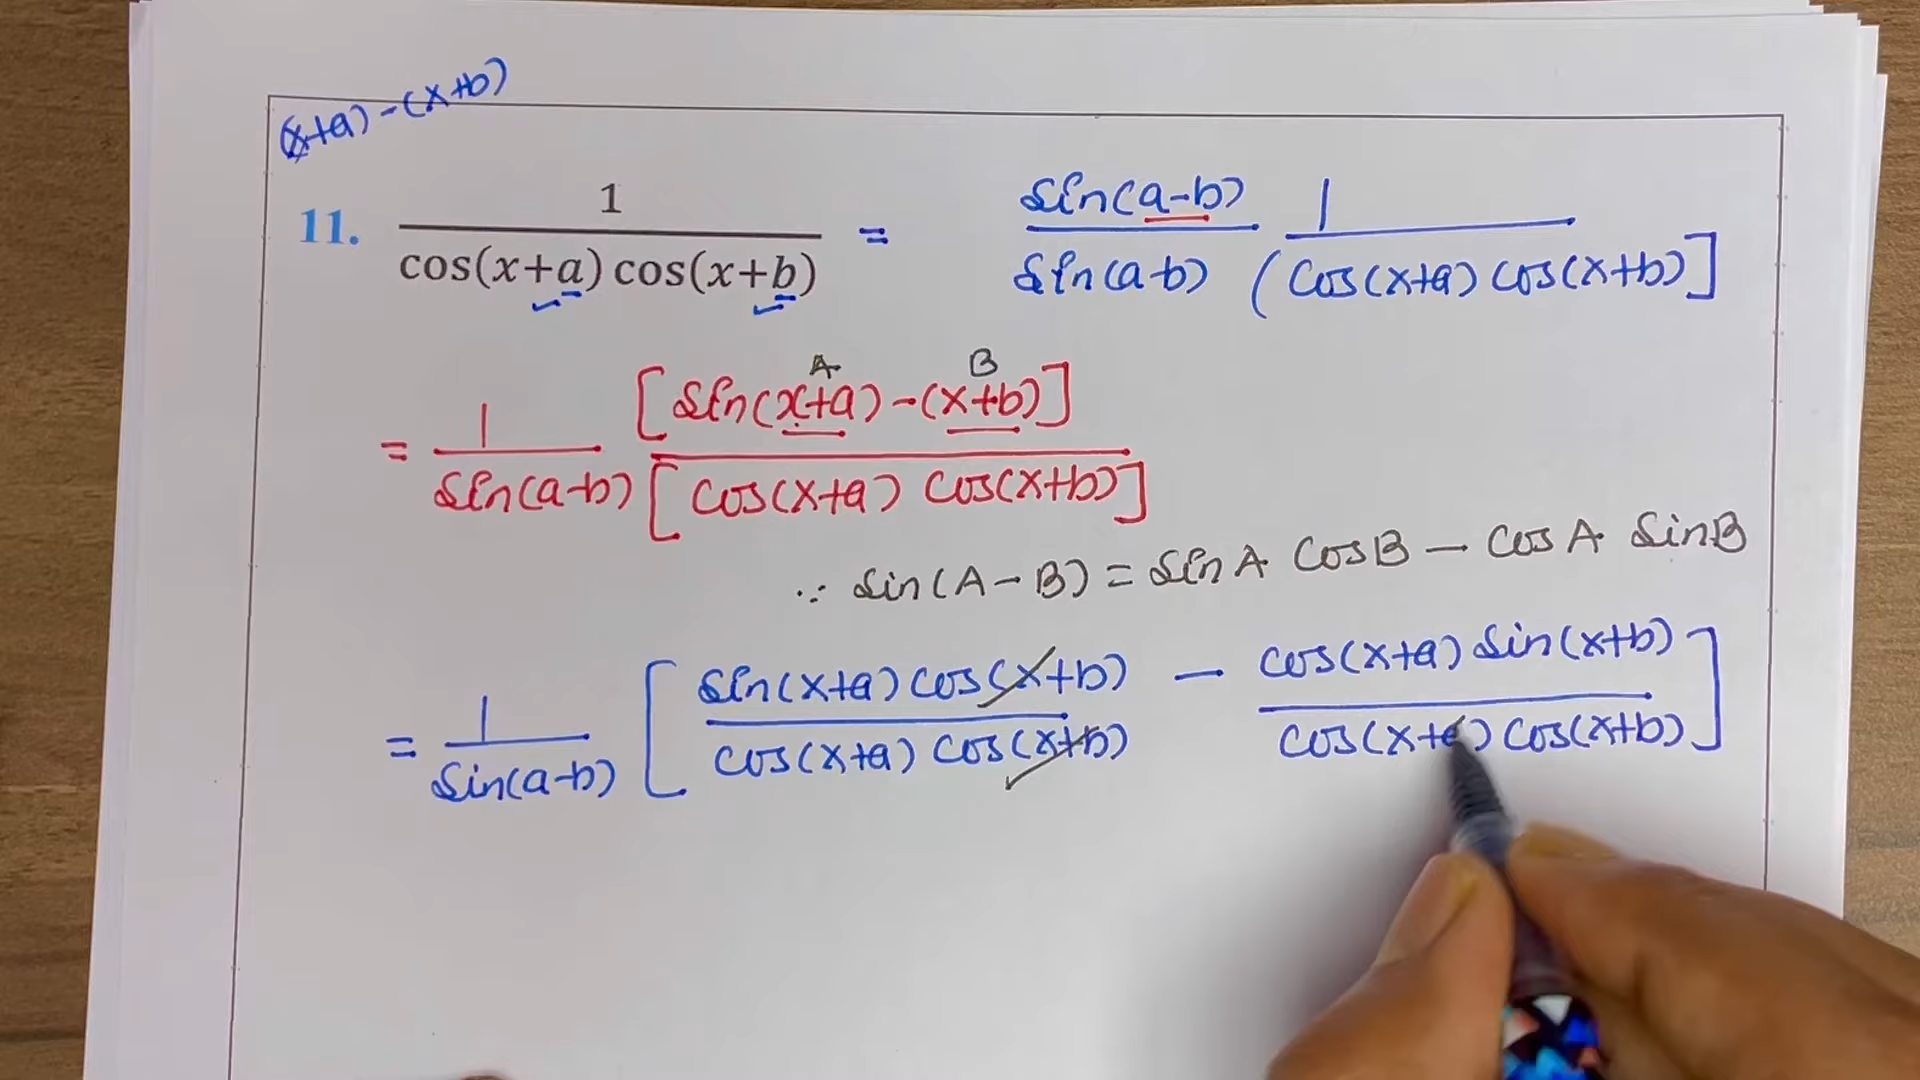 (x+a)-(x+b)
11. 1/(cos(x+a) cos(x+b)) = sin(a-b)/sin(a-b) 1/(cos(x+a) cos(x+b)]
A B
= 1/sin(a-b) [sin(x+a)-(x+b)]/[cos(x+a) cos(x+b)]
∵ sin(A-B) = sin A cos B - cos A sin B
= 1/sin(a-b) [ sin(x+a) cos(x+b)/cos(x+a) cos(x+b) - cos(x+a) sin(x+b)/cos(x+a) cos(x+b) ]